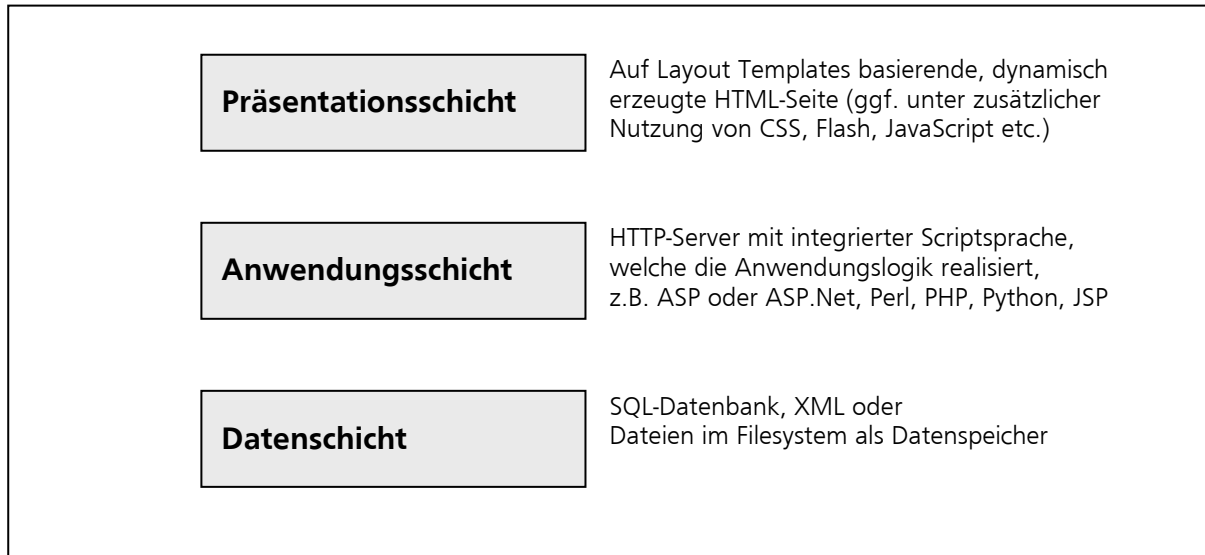 Präsentationsschicht
Auf Layout Templates basierende, dynamisch
erzeugte HTML-Seite (ggf. unter zusätzlicher
Nutzung von CSS, Flash, JavaScript etc.)
Anwendungsschicht
HTTP-Server mit integrierter Scriptsprache,
welche die Anwendungslogik realisiert,
z.B. ASP oder ASP.Net, Perl, PHP, Python, JSP
Datenschicht
SQL-Datenbank, XML oder
Dateien im Filesystem als Datenspeicher